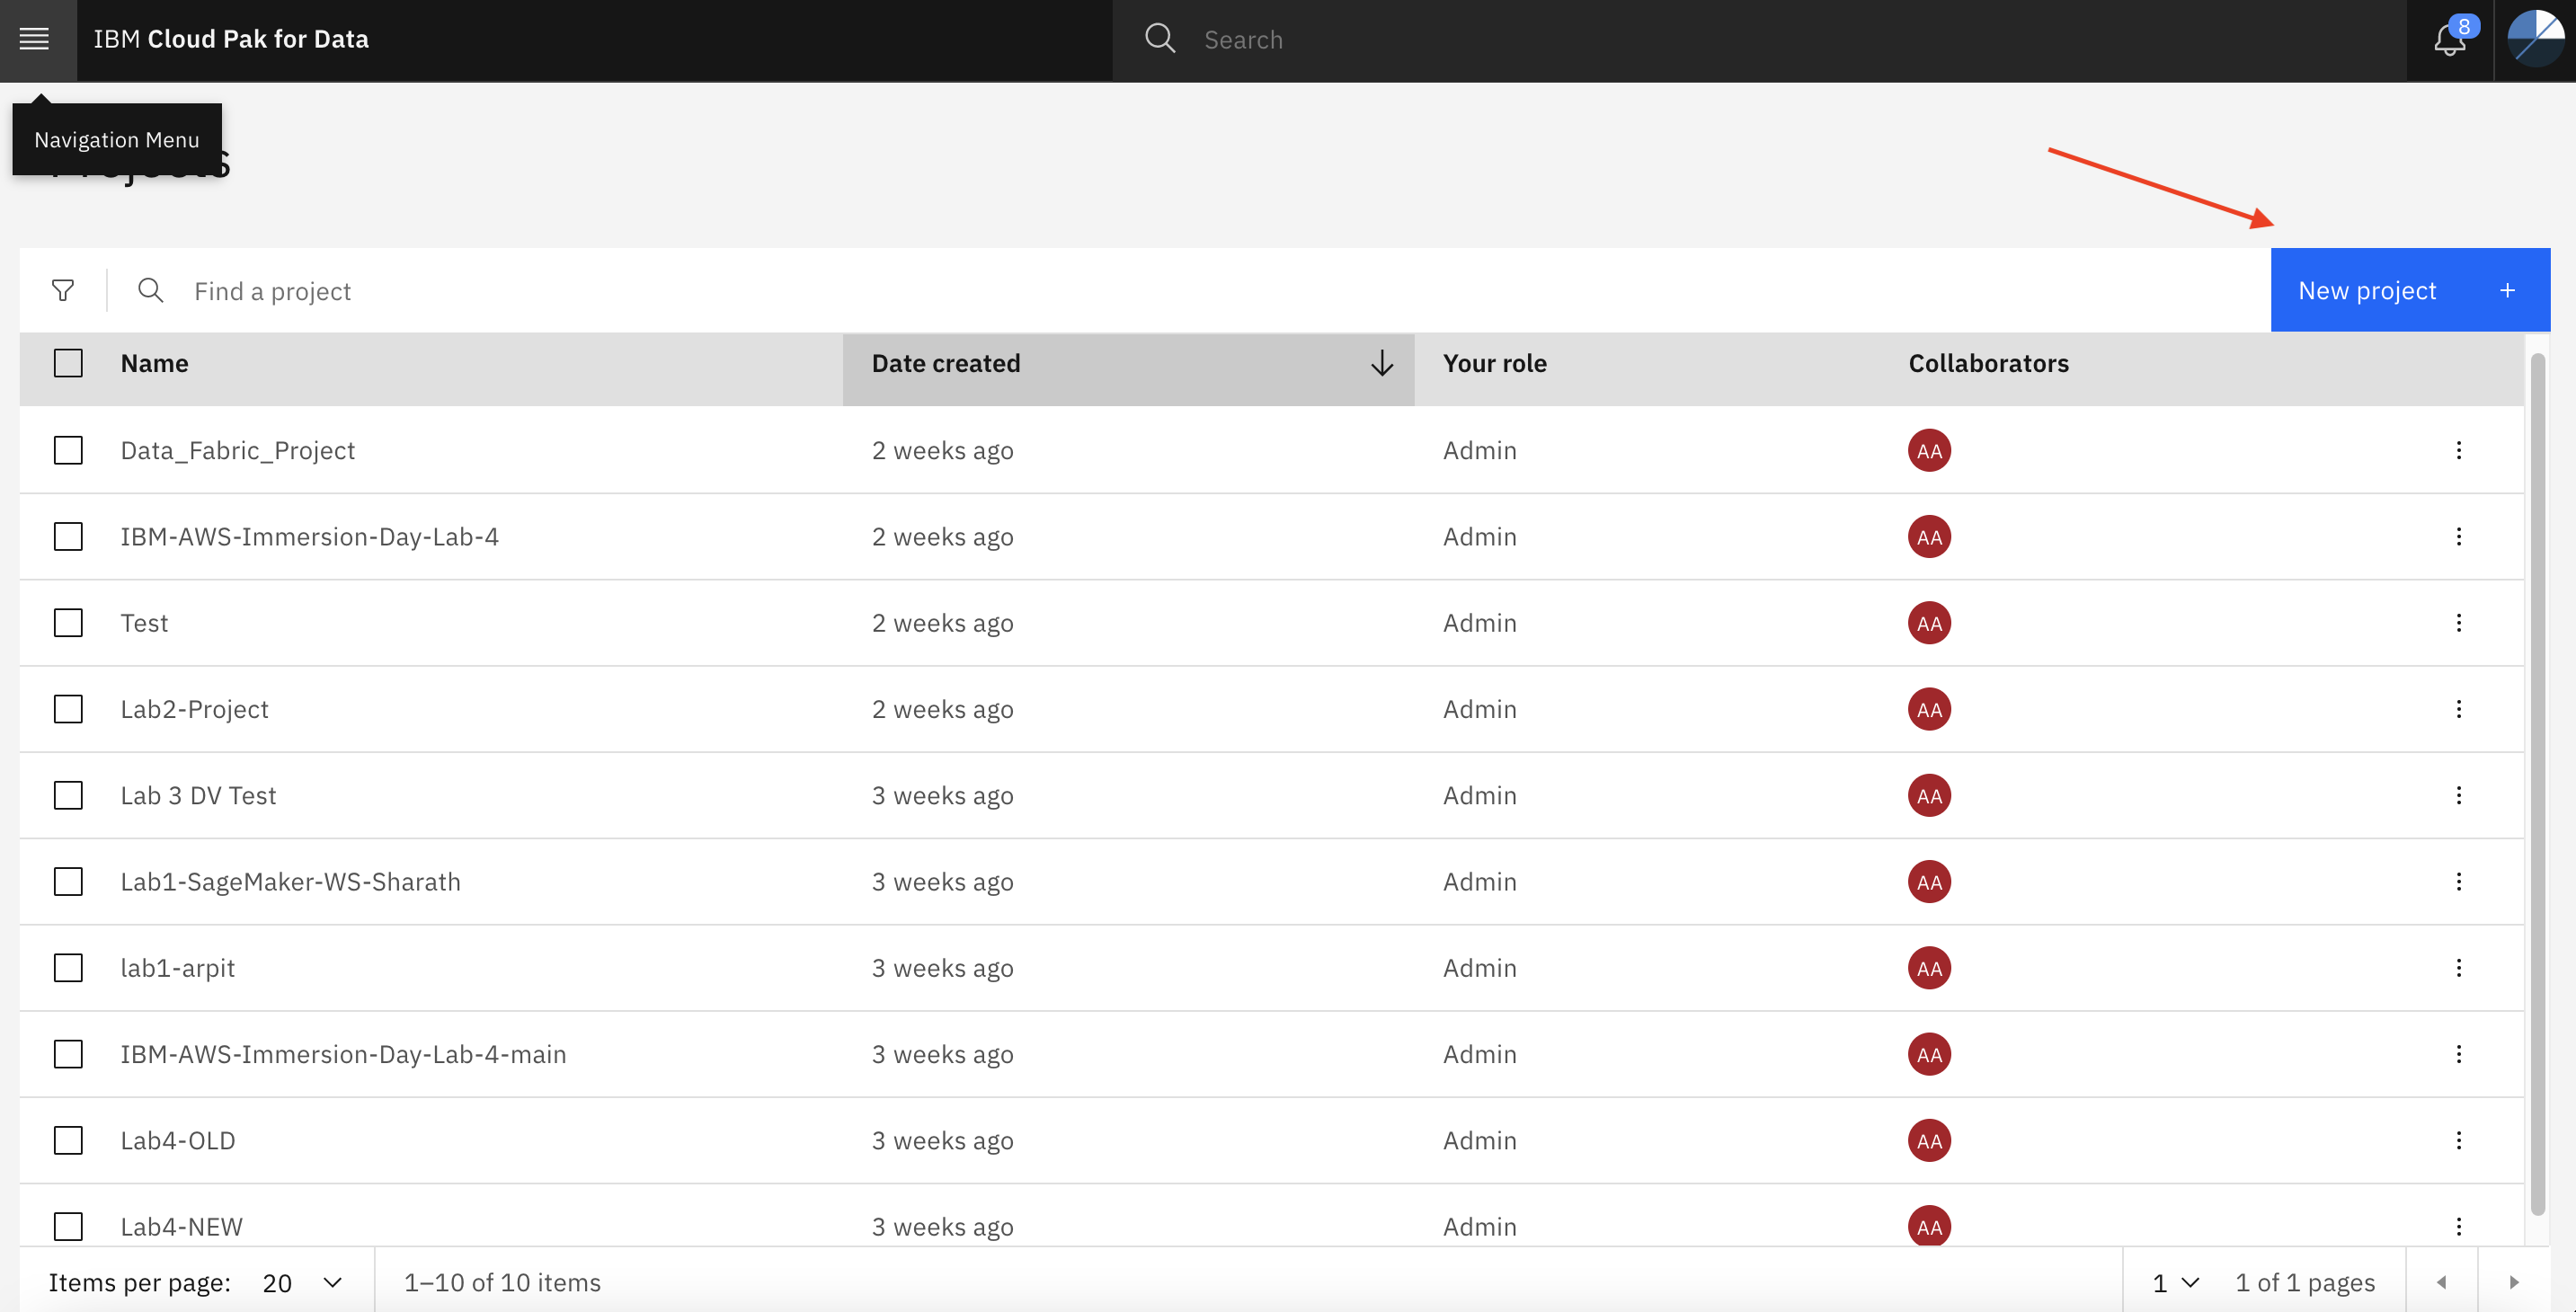 IBM Cloud Pak for Data
Search
8
Navigation Menu
Projects
Find a project
New project +
Name Date created Your role Collaborators
Data_Fabric_Project 2 weeks ago Admin AA
IBM-AWS-Immersion-Day-Lab-4 2 weeks ago Admin AA
Test 2 weeks ago Admin AA
Lab2-Project 2 weeks ago Admin AA
Lab 3 DV Test 3 weeks ago Admin AA
Lab1-SageMaker-WS-Sharath 3 weeks ago Admin AA
lab1-arpit 3 weeks ago Admin AA
IBM-AWS-Immersion-Day-Lab-4-main 3 weeks ago Admin AA
Lab4-OLD 3 weeks ago Admin AA
Lab4-NEW 3 weeks ago Admin AA
Items per page: 20 1–10 of 10 items 1 1 of 1 pages